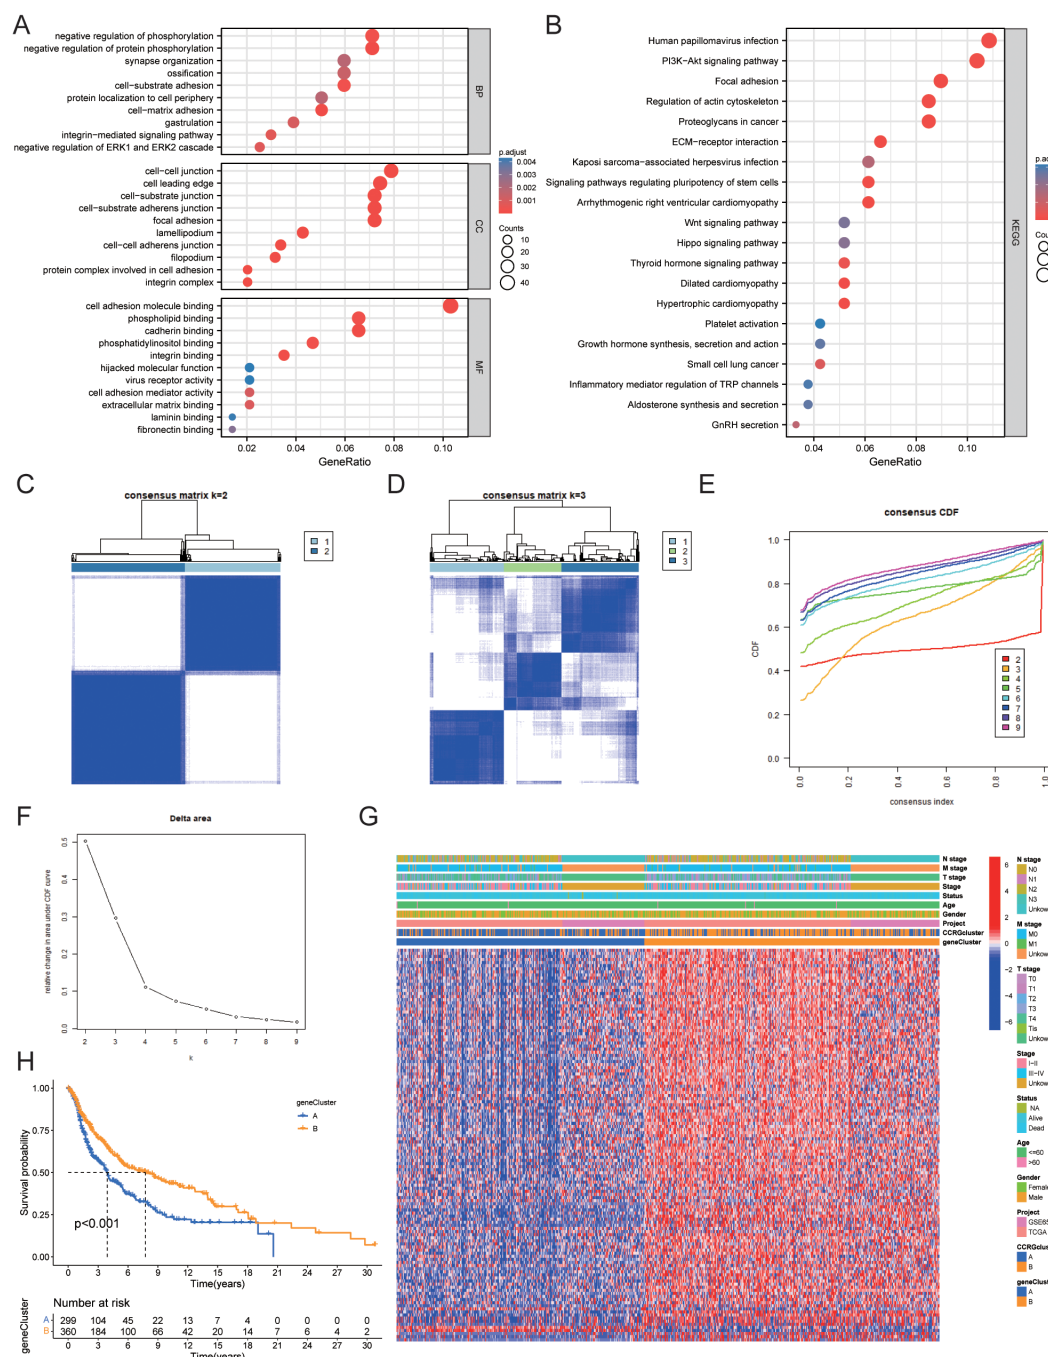 A
negative regulation of phosphorylation
negative regulation of protein phosphorylation
synapse organization
ossification
cell−substrate adhesion
protein localization to cell periphery
cell−matrix adhesion
gastrulation
integrin−mediated signaling pathway
negative regulation of ERK1 and ERK2 cascade
BP
cell−cell junction
cell leading edge
cell−substrate junction
cell−substrate adherens junction
focal adhesion
lamellipodium
cell−cell adherens junction
filopodium
protein complex involved in cell adhesion
integrin complex
CC
cell adhesion molecule binding
phospholipid binding
cadherin binding
phosphatidylinositol binding
integrin binding
hijacked molecular function
virus receptor activity
cell adhesion mediator activity
extracellular matrix binding
laminin binding
fibronectin binding
MF
0.02 0.04 0.06 0.08 0.10
GeneRatio
p.adjust
0.004
0.003
0.002
0.001
Counts
10
20
30
40
B
Human papillomavirus infection
PI3K−Akt signaling pathway
Focal adhesion
Regulation of actin cytoskeleton
Proteoglycans in cancer
ECM−receptor interaction
Kaposi sarcoma−associated herpesvirus infection
Signaling pathways regulating pluripotency of stem cells
Arrhythmogenic right ventricular cardiomyopathy
Wnt signaling pathway
Hippo signaling pathway
Thyroid hormone signaling pathway
Dilated cardiomyopathy
Hypertrophic cardiomyopathy
Platelet activation
Growth hormone synthesis, secretion and action
Small cell lung cancer
Inflammatory mediator regulation of TRP channels
Aldosterone synthesis and secretion
GnRH secretion
KEGG
0.04 0.06 0.08 0.10
GeneRatio
p.ad
Cou
C
consensus matrix k=2
1
2
D
consensus matrix k=3
1
2
3
E
consensus CDF
CDF
1.0
0.8
0.6
0.4
0.2
0.0
0.0 0.2 0.4 0.6 0.8 1.0
consensus index
2
3
4
5
6
7
8
9
F
Delta area
relative change in area under CDF curve
0.5
0.4
0.3
0.2
0.1
0.0
2 3 4 5 6 7 8 9
k
G
N stage
M stage
T stage
Stage
Status
Age
Gender
Project
CCRGcluster
geneCluster
6
4
2
0
−2
−4
−6
N stage
N0
N1
N2
N3
Unkow
M stage
M0
M1
Unkow
T stage
T0
T1
T2
T3
T4
Tis
Unkow
Stage
I−II
III−IV
Unkow
Status
NA
Alive
Dead
Age
<=60
>60
Gender
Female
Male
Project
GSE65
TCGA
CCRGcluster
A
B
geneCluster
A
B
H
geneCluster
A
B
Survival probability
1.00
0.75
0.50
0.25
0.00
p<0.001
0 3 6 9 12 15 18 21 24 27 30
Time(years)
Number at risk
geneCluster
A 299 104 45 22 13 7 4 0 0 0 0
B 360 184 100 66 42 20 14 7 6 4 2
0 3 6 9 12 15 18 21 24 27 30
Time(years)